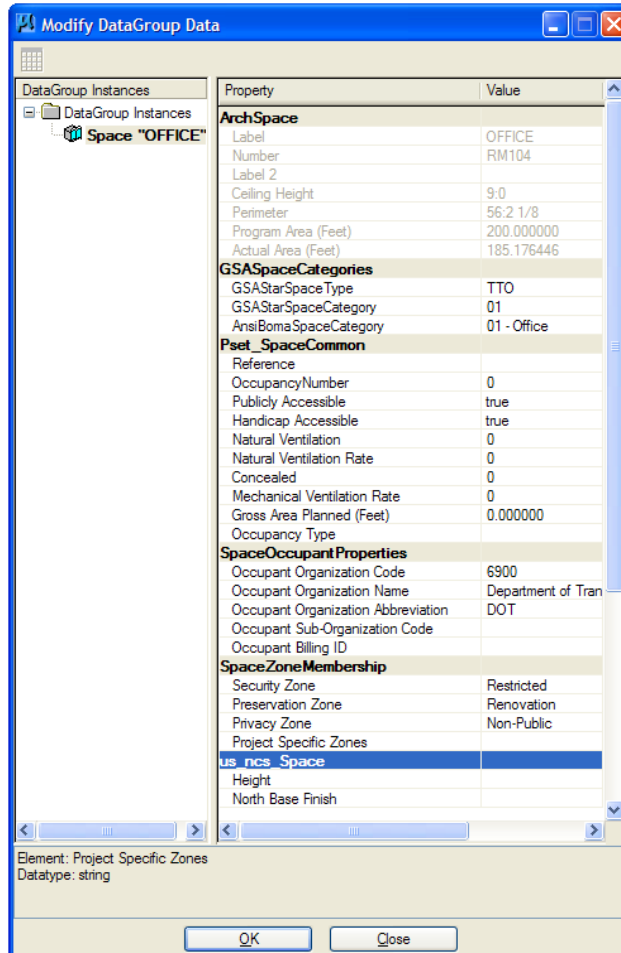 Modify DataGroup Data
DataGroup Instances
DataGroup Instances
Space "OFFICE"
Property Value
ArchSpace
Label OFFICE
Number RM104
Label 2
Ceiling Height 9:0
Perimeter 56:2 1/8
Program Area (Feet) 200.000000
Actual Area (Feet) 185.176446
GSASpaceCategories
GSAStarSpaceType TTO
GSAStarSpaceCategory 01
AnsiBomaSpaceCategory 01 - Office
Pset_SpaceCommon
Reference
OccupancyNumber 0
Publicly Accessible true
Handicap Accessible true
Natural Ventilation 0
Natural Ventilation Rate 0
Concealed 0
Mechanical Ventilation Rate 0
Gross Area Planned (Feet) 0.000000
Occupancy Type
SpaceOccupantProperties
Occupant Organization Code 6900
Occupant Organization Name Department of Tran
Occupant Organization Abbreviation DOT
Occupant Sub-Organization Code
Occupant Billing ID
SpaceZoneMembership
Security Zone Restricted
Preservation Zone Renovation
Privacy Zone Non-Public
Project Specific Zones
us_ncs_Space
Height
North Base Finish
Element: Project Specific Zones
Datatype: string
OK Close